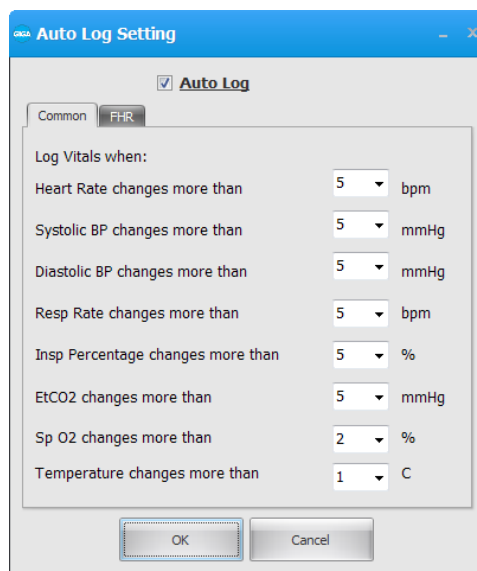 GIGA Auto Log Setting
Auto Log
Common FHR
Log Vitals when:
Heart Rate changes more than 5 bpm
Systolic BP changes more than 5 mmHg
Diastolic BP changes more than 5 mmHg
Resp Rate changes more than 5 bpm
Insp Percentage changes more than 5 %
EtCO2 changes more than 5 mmHg
Sp O2 changes more than 2 %
Temperature changes more than 1 C
OK Cancel